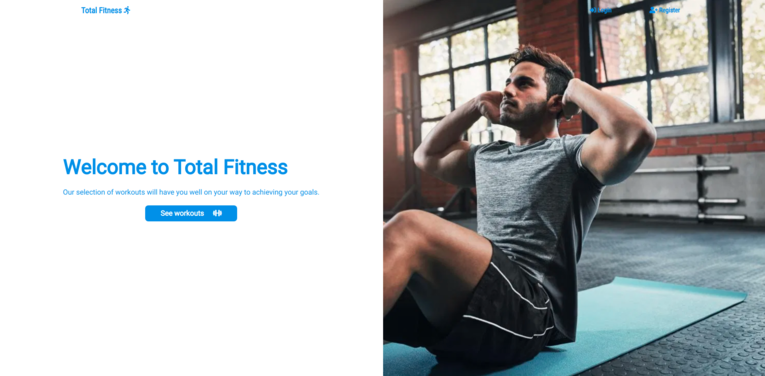 Total Fitness
Register
Welcome to Total Fitness
Our selection of workouts will have you well on your way to achieving your goals.
See workouts